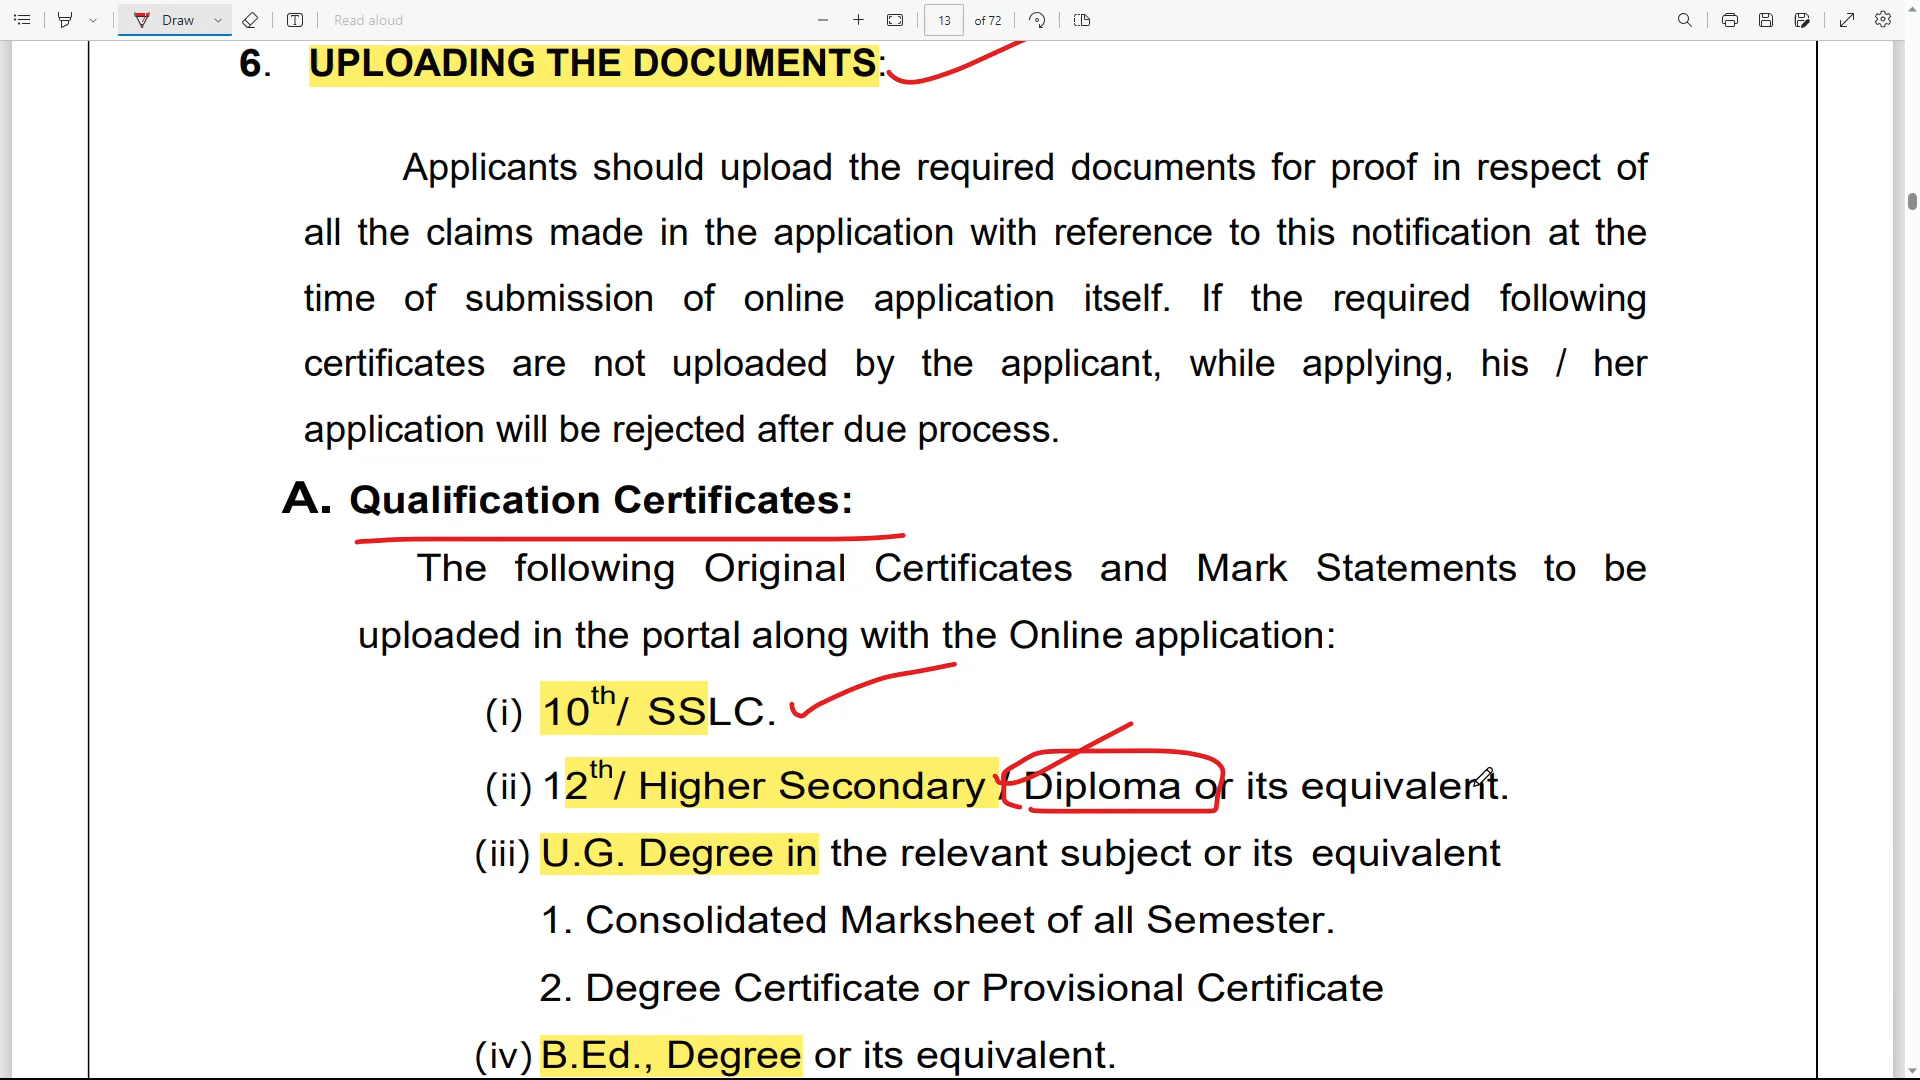 Draw
Read aloud
13 of 72
6. UPLOADING THE DOCUMENTS:
Applicants should upload the required documents for proof in respect of
all the claims made in the application with reference to this notification at the
time of submission of online application itself. If the required following
certificates are not uploaded by the applicant, while applying, his / her
application will be rejected after due process.
A. Qualification Certificates:
The following Original Certificates and Mark Statements to be
uploaded in the portal along with the Online application:
(i) 10th/ SSLC.
(ii) 12th/ Higher Secondary / Diploma or its equivalent.
(iii) U.G. Degree in the relevant subject or its equivalent
1. Consolidated Marksheet of all Semester.
2. Degree Certificate or Provisional Certificate
(iv) B.Ed., Degree or its equivalent.